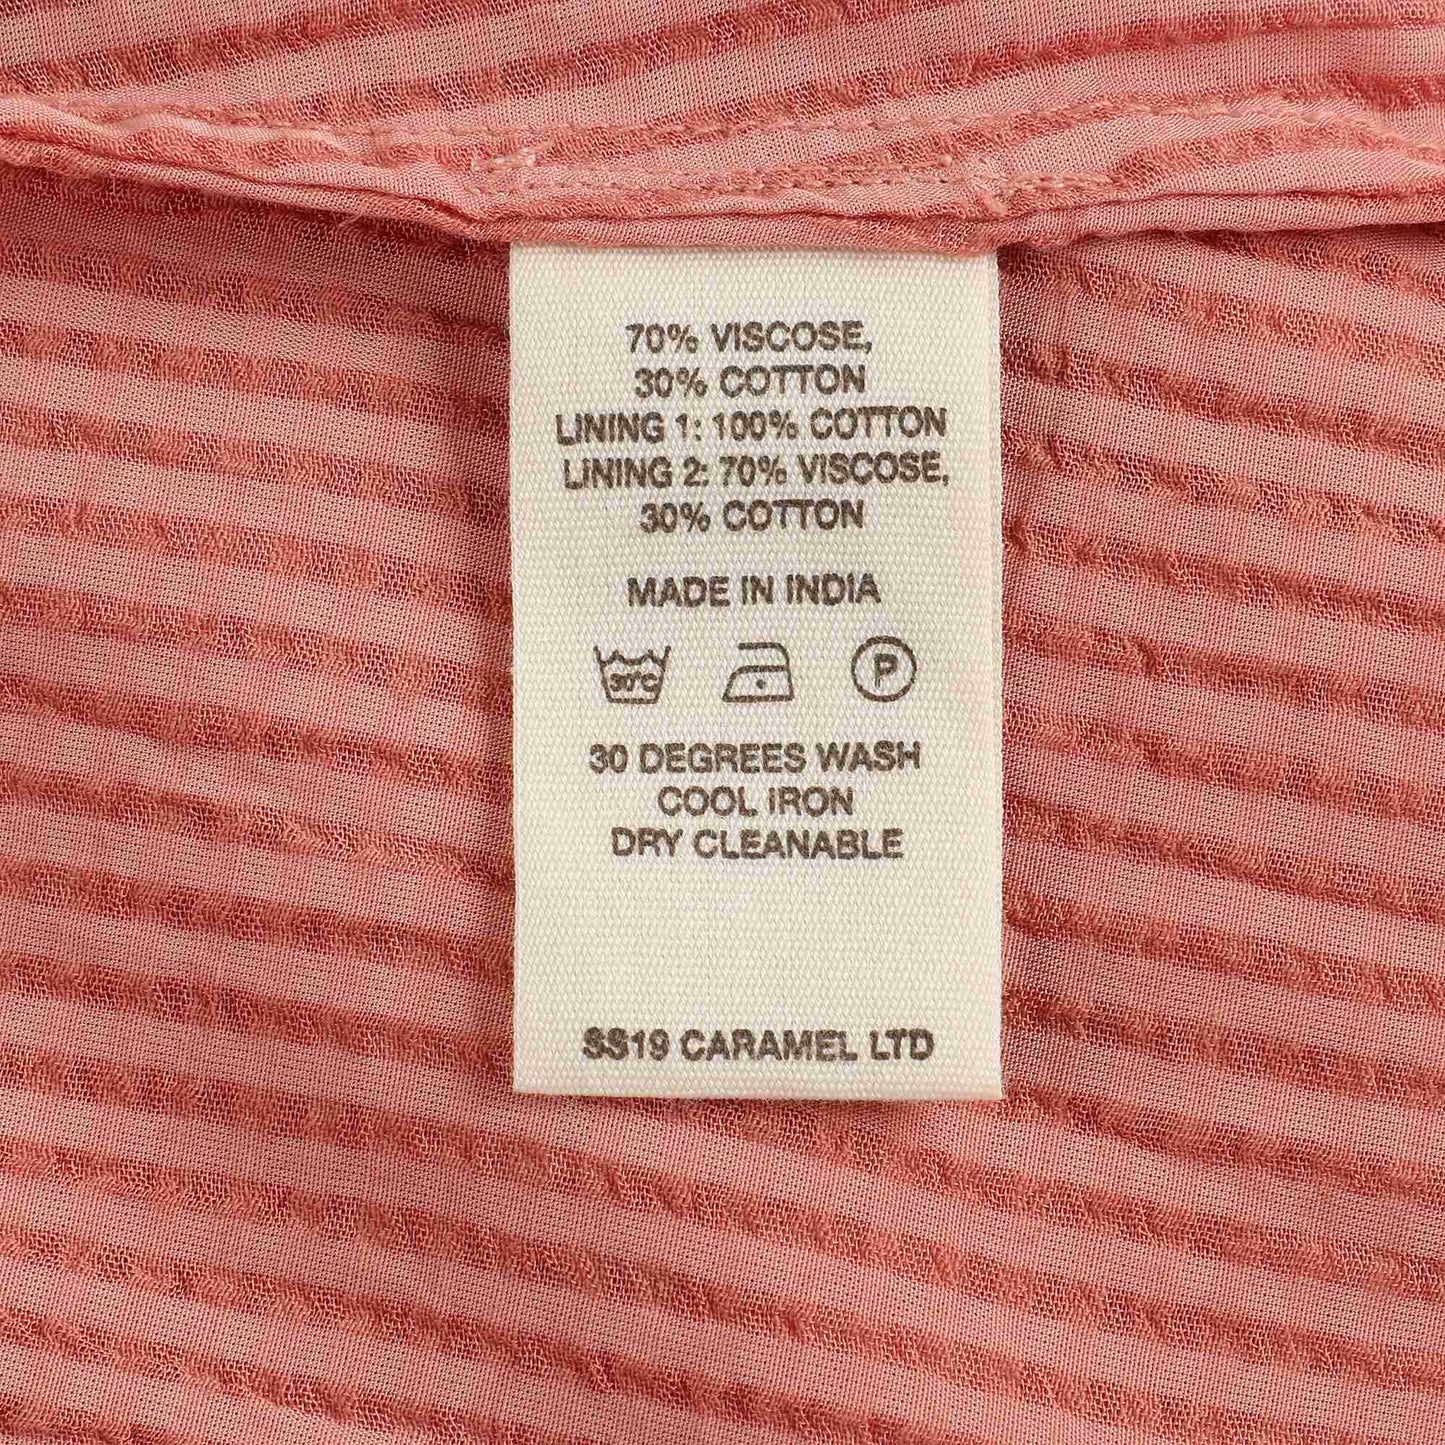 70% VISCOSE,
30% COTTON
LINING 1: 100% COTTON
LINING 2: 70% VISCOSE,
30% COTTON
MADE IN INDIA
30°C P
30 DEGREES WASH
COOL IRON
DRY CLEANABLE
SS19 CARAMEL LTD